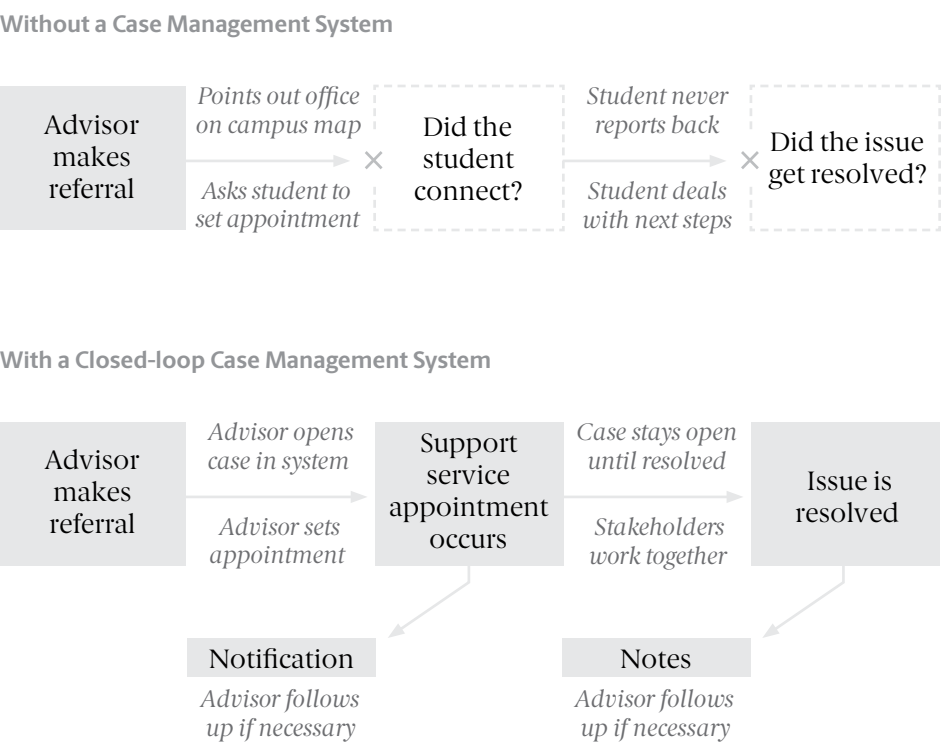 Without a Case Management System
Advisor
makes
referral
Points out office
on campus map
Asks student to
set appointment
×
Did the
student
connect?
Student never
reports back
Student deals
with next steps
×
Did the issue
get resolved?
With a Closed-loop Case Management System
Advisor
makes
referral
Advisor opens
case in system
Advisor sets
appointment
Support
service
appointment
occurs
Case stays open
until resolved
Stakeholders
work together
Issue is
resolved
Notification
Advisor follows
up if necessary
Notes
Advisor follows
up if necessary